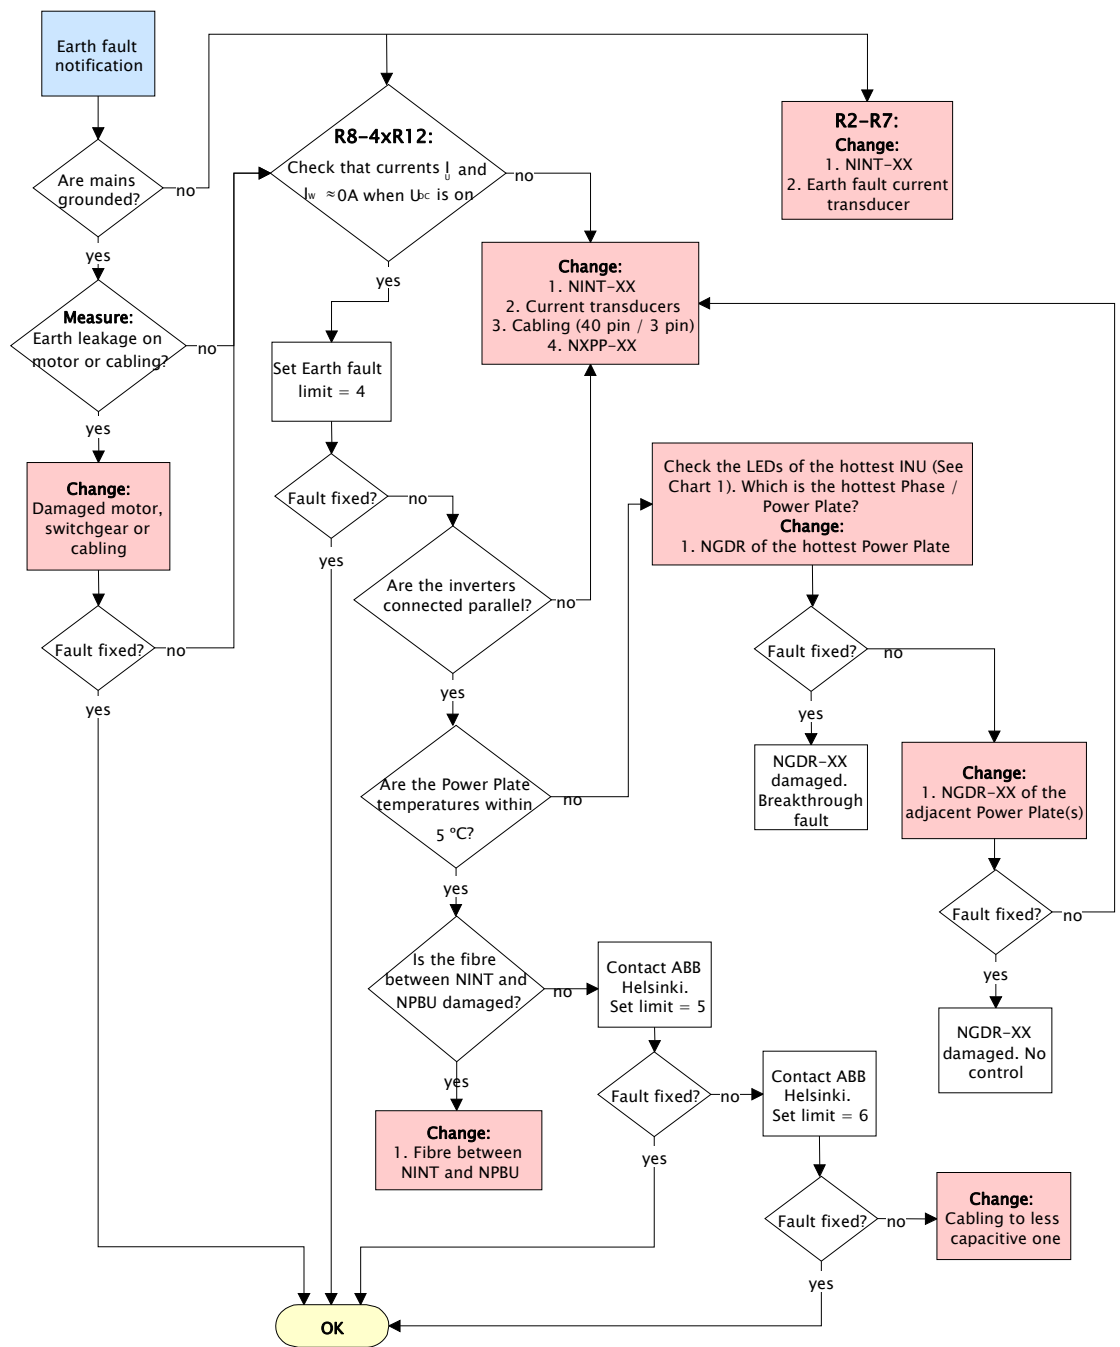 Earth fault
notification
Are mains
grounded?
no
yes
Measure:
Earth leakage on
motor or cabling?
no
yes
Change:
Damaged motor,
switchgear or
cabling
Fault fixed?
no
yes
R8-4xR12:
Check that currents IU and
IW ≈0A when UDC is on
no
yes
R2-R7:
Change:
1. NINT-XX
2. Earth fault current
transducer
Change:
1. NINT-XX
2. Current transducers
3. Cabling (40 pin / 3 pin)
4. NXPP-XX
Set Earth fault
limit = 4
Fault fixed?
no
yes
Are the inverters
connected parallel?
no
yes
Are the Power Plate
temperatures within
5 ºC?
no
yes
Check the LEDs of the hottest INU (See
Chart 1). Which is the hottest Phase /
Power Plate?
Change:
1. NGDR of the hottest Power Plate
Fault fixed?
no
yes
NGDR-XX
damaged.
Breakthrough
fault
Change:
1. NGDR-XX of the
adjacent Power Plate(s)
Fault fixed?
no
yes
NGDR-XX
damaged. No
control
Is the fibre
between NINT and
NPBU damaged?
no
yes
Change:
1. Fibre between
NINT and NPBU
Contact ABB
Helsinki.
Set limit = 5
Fault fixed?
no
yes
Contact ABB
Helsinki.
Set limit = 6
Fault fixed?
no
yes
Change:
Cabling to less
capacitive one
OK